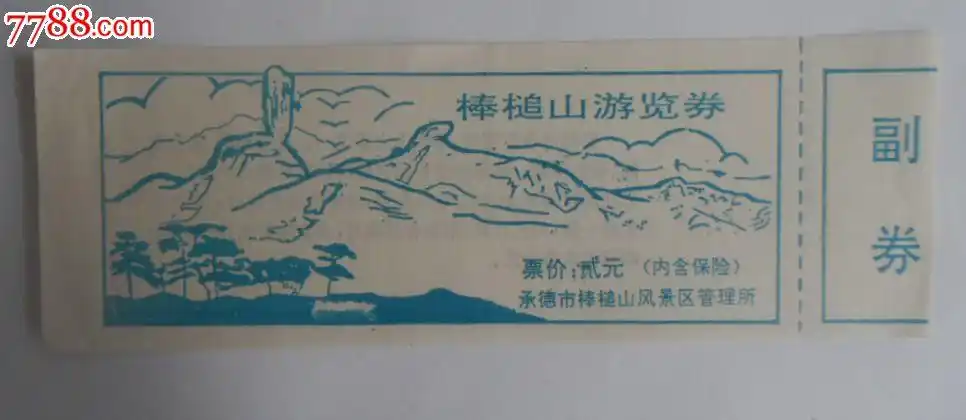 7788.com
棒槌山游览券
票价:贰元（内含保险）
承德市棒槌山风景区管理所
副
券